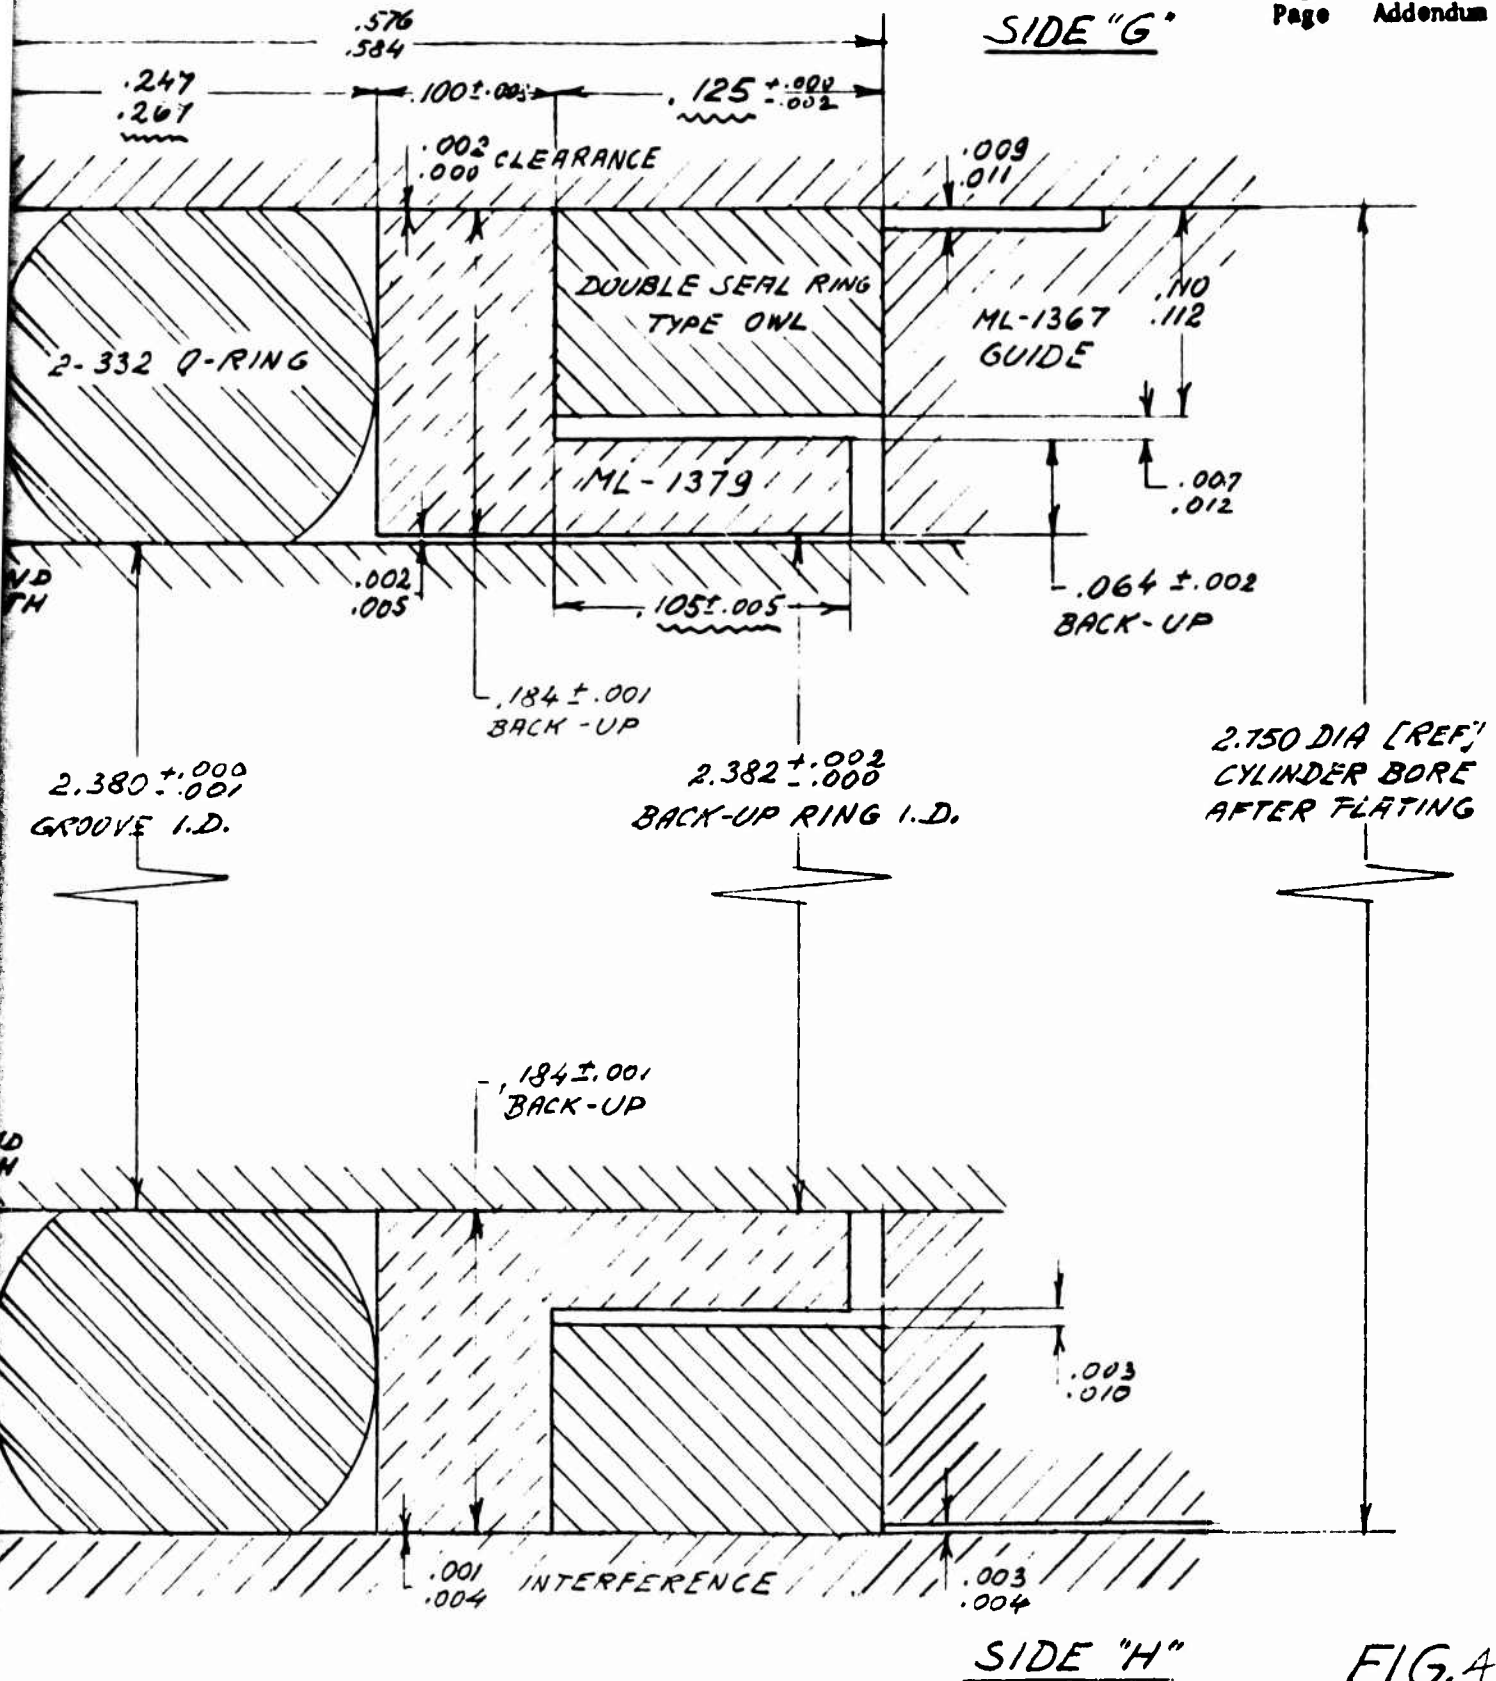 SIDE "G"
Page Addendum
.576
.584
.247
.267
.100±.005
.125 +.000
-.002
.002
.000 CLEARANCE
.009
.011
DOUBLE SEAL RING
TYPE OWL
2-332 O-RING
ML-1367
GUIDE
.110
.112
ML-1379
.007
.012
ND
TH
.002
.005
.105±.005
.064 ±.002
BACK-UP
.184 ±.001
BACK-UP
2.380 +.000
-.001
GROOVE I.D.
2.382 +.002
-.000
BACK-UP RING I.D.
2.750 DIA [REF]
CYLINDER BORE
AFTER PLATING
.184±.001
BACK-UP
D
H
.003
.010
.001
.004 INTERFERENCE
.003
.004
SIDE "H"
FIG. 4